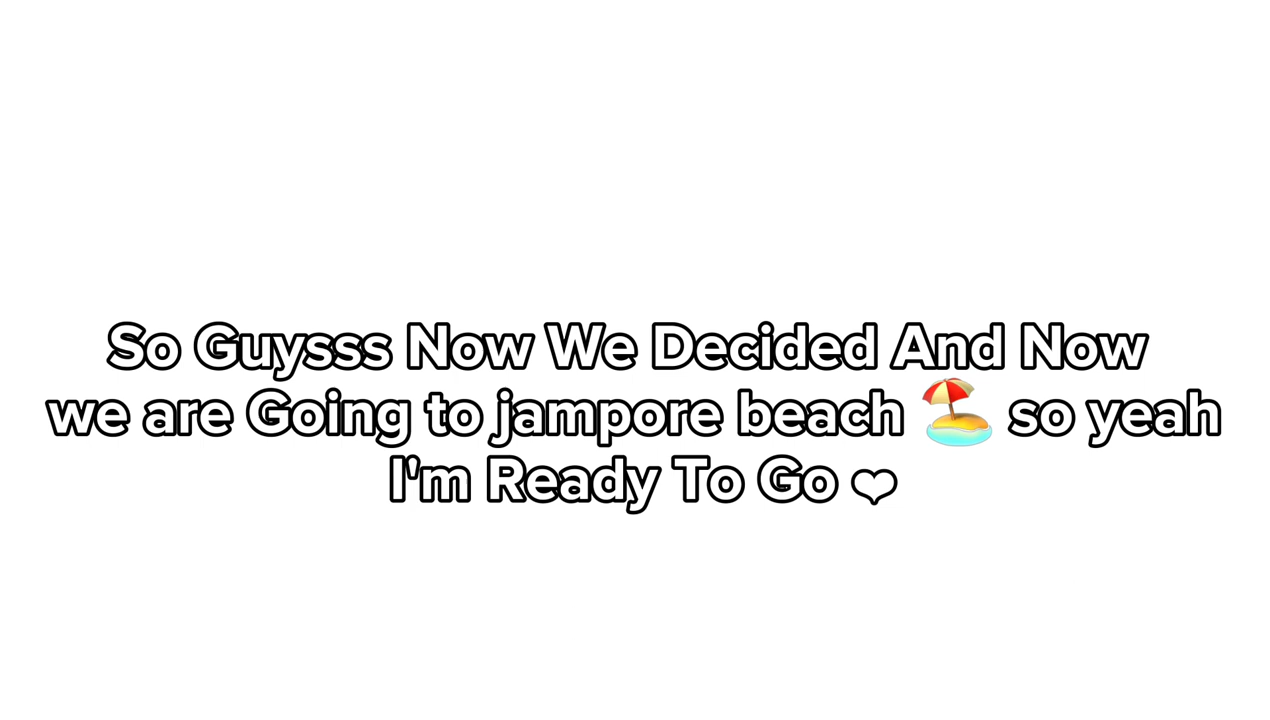 So Guysss Now We Decided And Now
we are Going to jampore beach 🏖️ so yeah
I'm Ready To Go ❤